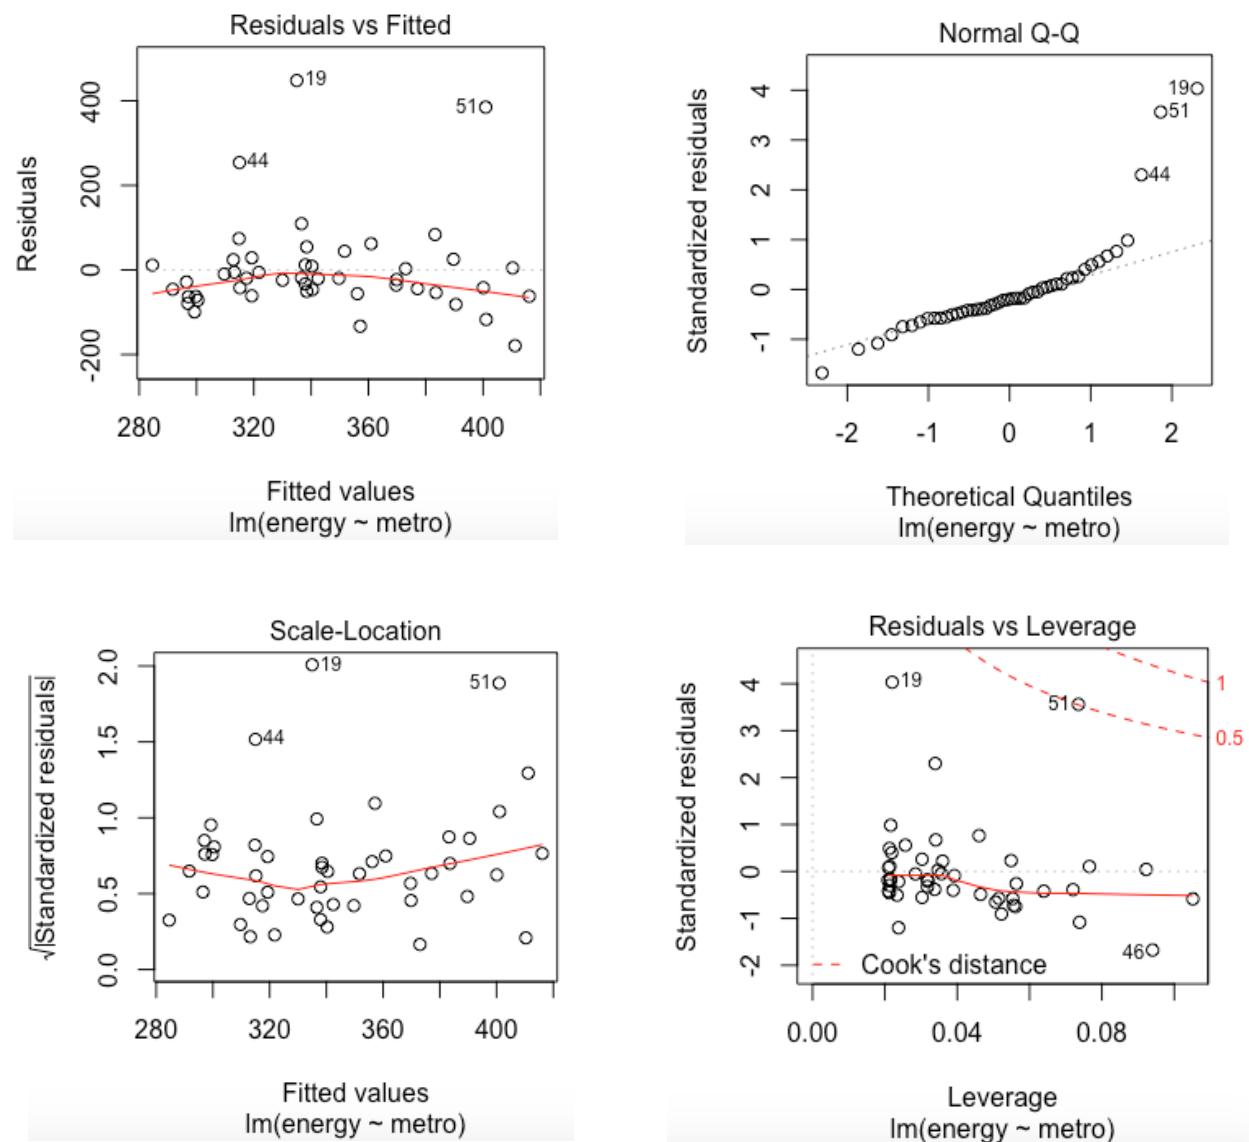 Residuals vs Fitted
Residuals
-200 0 200 400
19
51
44
280 320 360 400
Fitted values
lm(energy ~ metro)
Normal Q-Q
Standardized residuals
-1 0 1 2 3 4
19
51
44
-2 -1 0 1 2
Theoretical Quantiles
lm(energy ~ metro)
Scale-Location
√|Standardized residuals|
0.0 0.5 1.0 1.5 2.0
19
51
44
280 320 360 400
Fitted values
lm(energy ~ metro)
Residuals vs Leverage
Standardized residuals
-2 -1 0 1 2 3 4
19
51
1
0.5
46
Cook's distance
0.00 0.04 0.08
Leverage
lm(energy ~ metro)